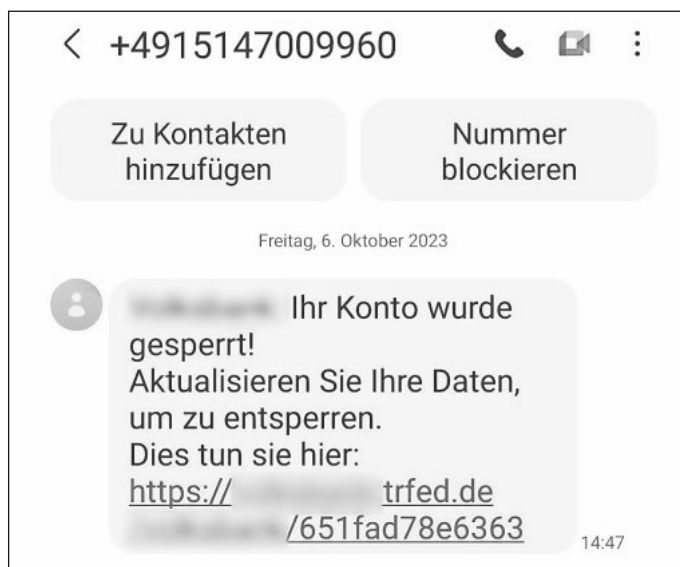 +4915147009960
Zu Kontakten
hinzufügen
Nummer
blockieren
Freitag, 6. Oktober 2023
Ihr Konto wurde
gesperrt!
Aktualisieren Sie Ihre Daten,
um zu entsperren.
Dies tun sie hier:
https:// trfed.de
/651fad78e6363
14:47